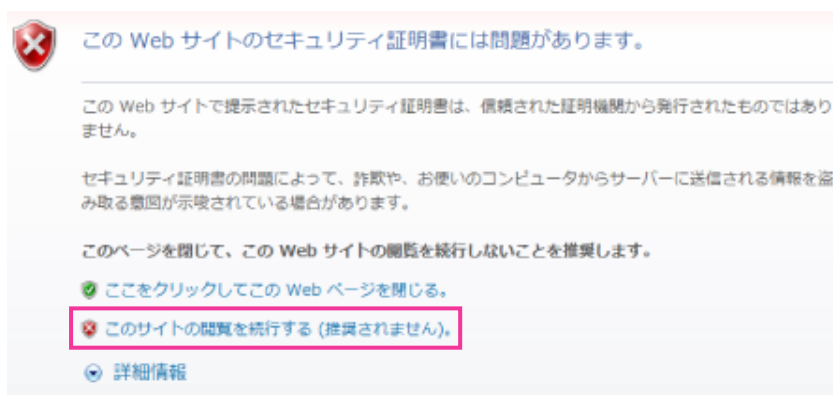 この Web サイトのセキュリティ証明書には問題があります。
この Web サイトで提示されたセキュリティ証明書は、信頼された証明機関から発行されたものではあり
ません。
セキュリティ証明書の問題によって、詐欺や、お使いのコンピュータからサーバーに送信される情報を盗
み取る意図が示唆されている場合があります。
このページを閉じて、この Web サイトの閲覧を続行しないことを推奨します。
ここをクリックしてこの Web ページを閉じる。
このサイトの閲覧を続行する (推奨されません)。
詳細情報